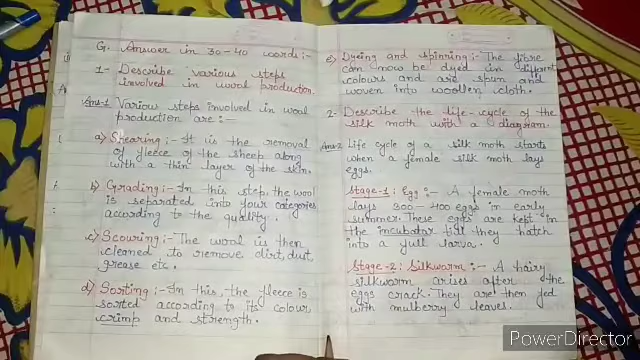 G. Answer in 30-40 words:-
1- Describe various steps
involved in wool production.
Ans-1 Various steps involved in wool
production are:-
a) Shearing:- It is the removal
of fleece of the sheep along
with a thin layer of the skin.
b) Grading:- In this step, the wool
is separated into four categories
according to the quality.
c) Scouring:- The wool is then
cleaned to remove dirt, dust,
grease etc.
d) Sorting:- In this, the fleece is
sorted according to its colour,
crimp and strength.
e) Dyeing and spinning:- The fibre
can now be dyed in different
colours and are spun and
woven into woollen cloth.
2- Describe the life-cycle of the
silk moth with a diagram.
Ans-2 Life cycle of a silk moth starts
when a female silk moth lays
eggs.
Stage-1: Egg:- A female moth
lays 300-400 eggs in early
summer. These eggs are kept in
the incubator till they hatch
into a full larva.
Stage-2: Silkworm:- A hairy
silkworm arises after the
eggs crack. They are then fed
with mulberry leaves.
PowerDirector